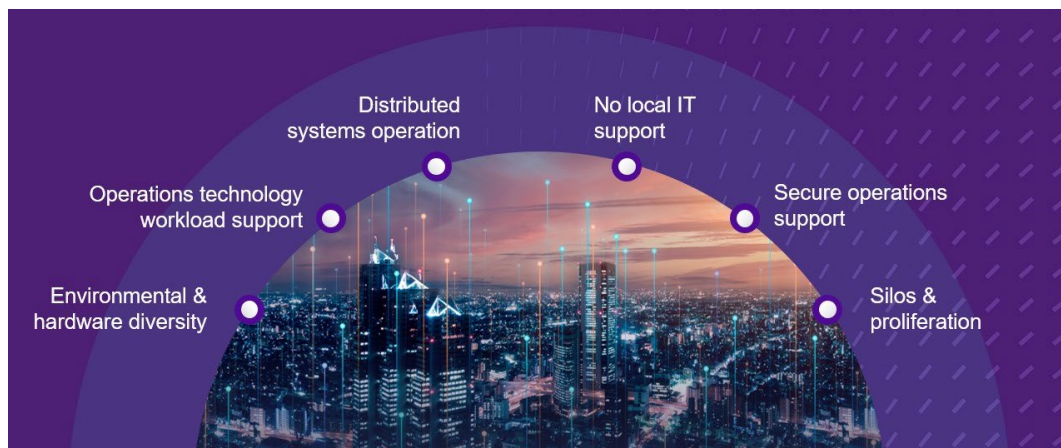 Distributed
systems operation
No local IT
support
Operations technology
workload support
Secure operations
support
Environmental &
hardware diversity
Silos &
proliferation